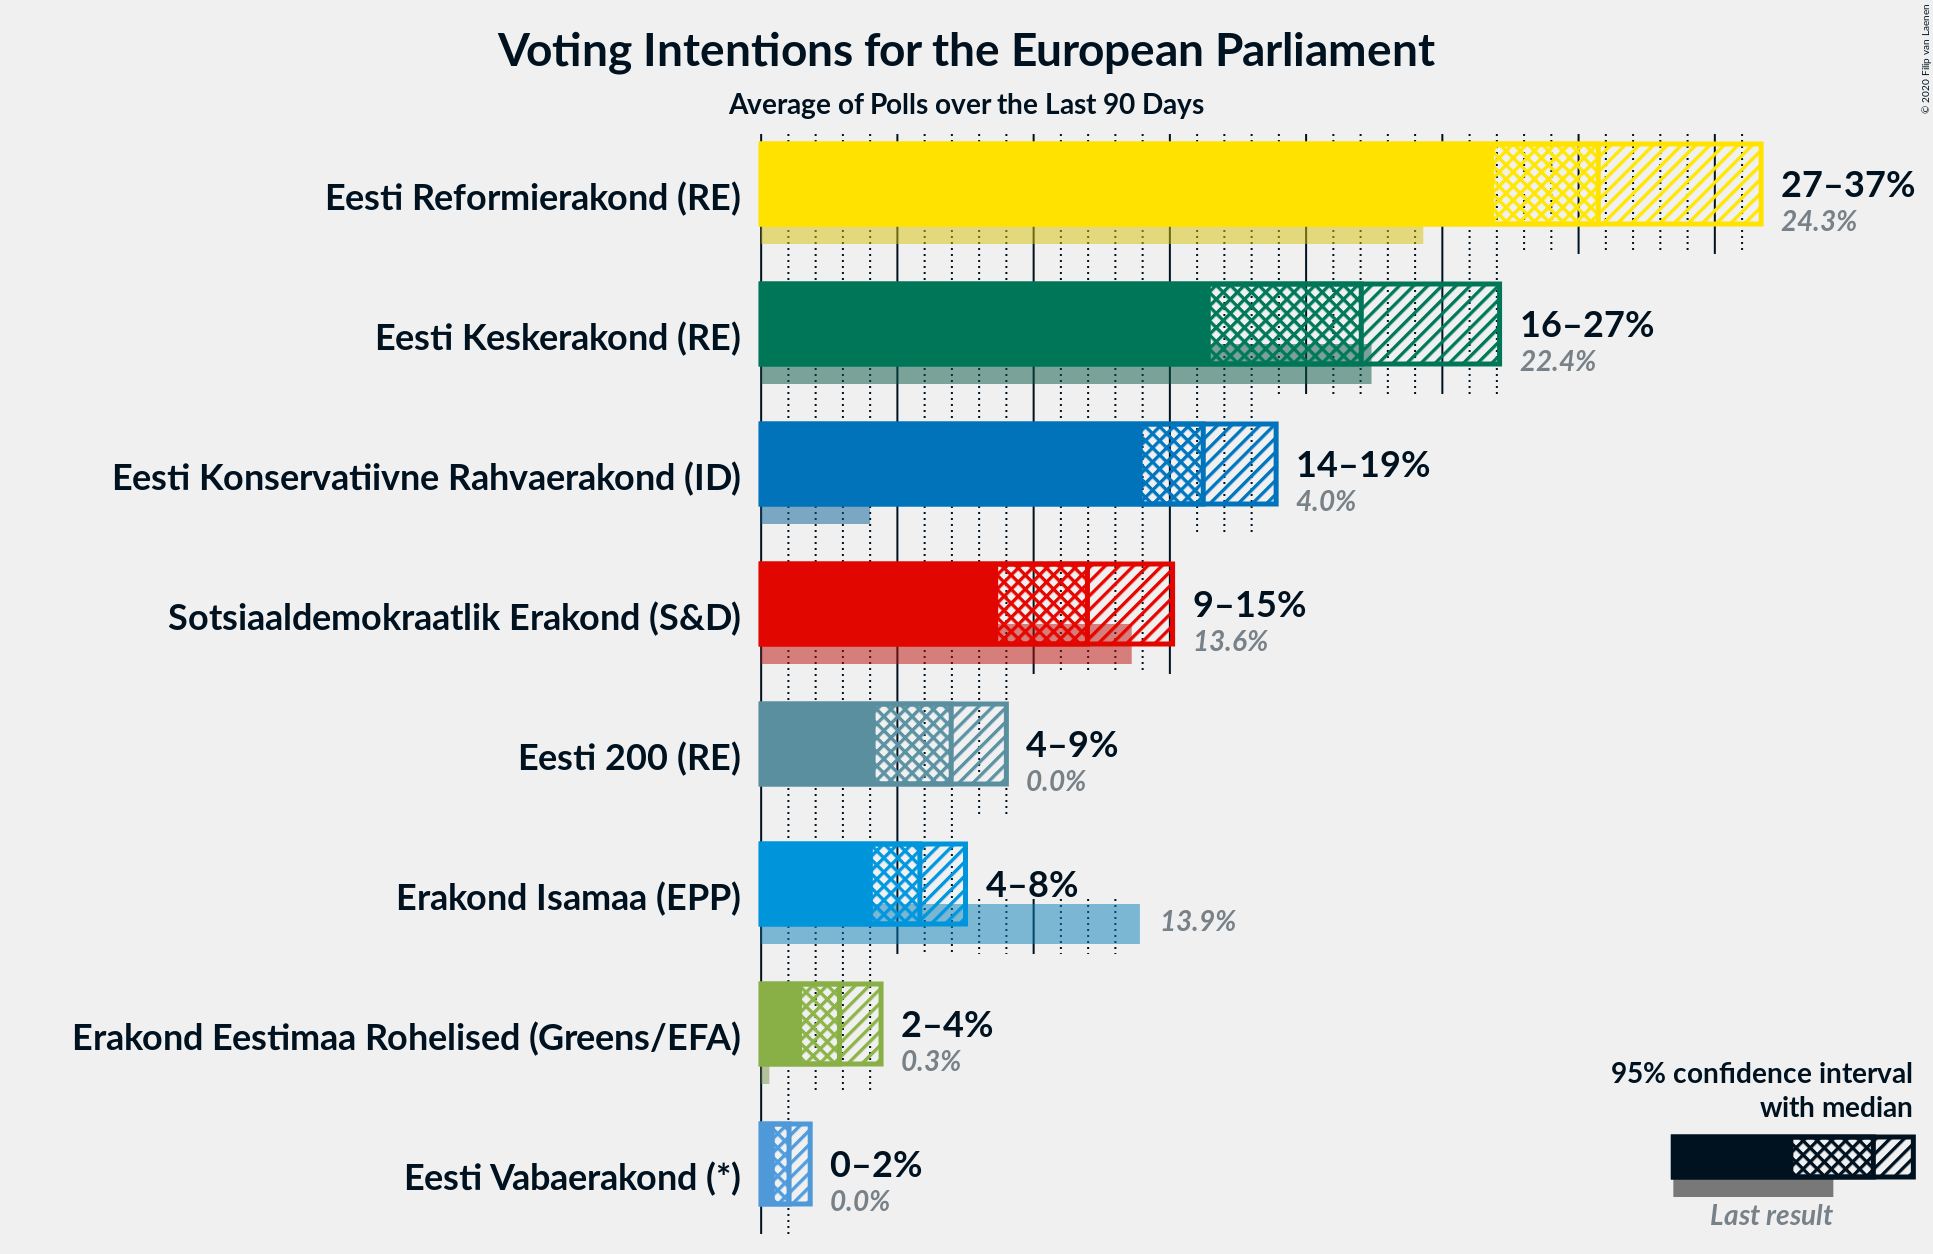 Voting Intentions for the European Parliament
Average of Polls over the Last 90 Days
© 2020 Filip van Laenen
Eesti Reformierakond (RE)
27–37%
24.3%
Eesti Keskerakond (RE)
16–27%
22.4%
Eesti Konservatiivne Rahvaerakond (ID)
14–19%
4.0%
Sotsiaaldemokraatlik Erakond (S&D)
9–15%
13.6%
Eesti 200 (RE)
4–9%
0.0%
Erakond Isamaa (EPP)
4–8%
13.9%
Erakond Eestimaa Rohelised (Greens/EFA)
2–4%
0.3%
Eesti Vabaerakond (*)
0–2%
0.0%
95% confidence interval
with median
Last result